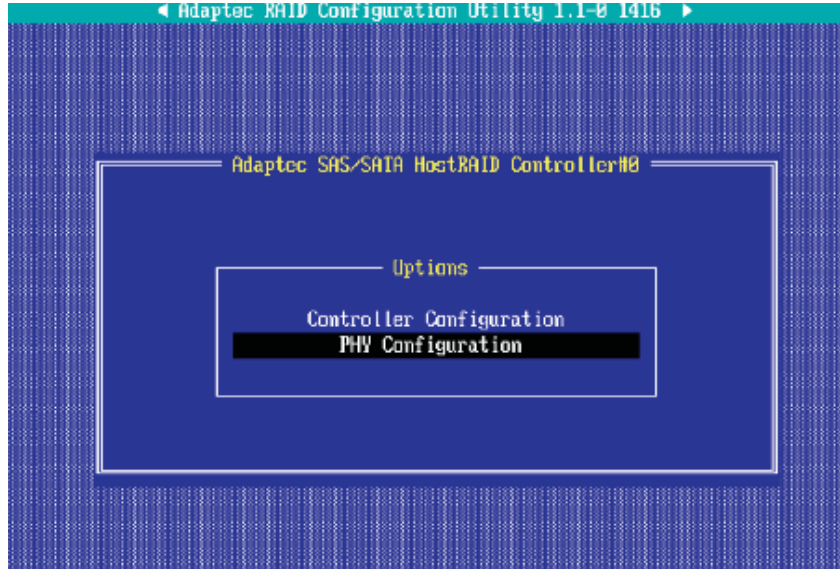 ◄ Adaptec RAID Configuration Utility 1.1-0 1416 ►
Adaptec SAS/SATA HostRAID Controller#0
Options
Controller Configuration
PHY Configuration